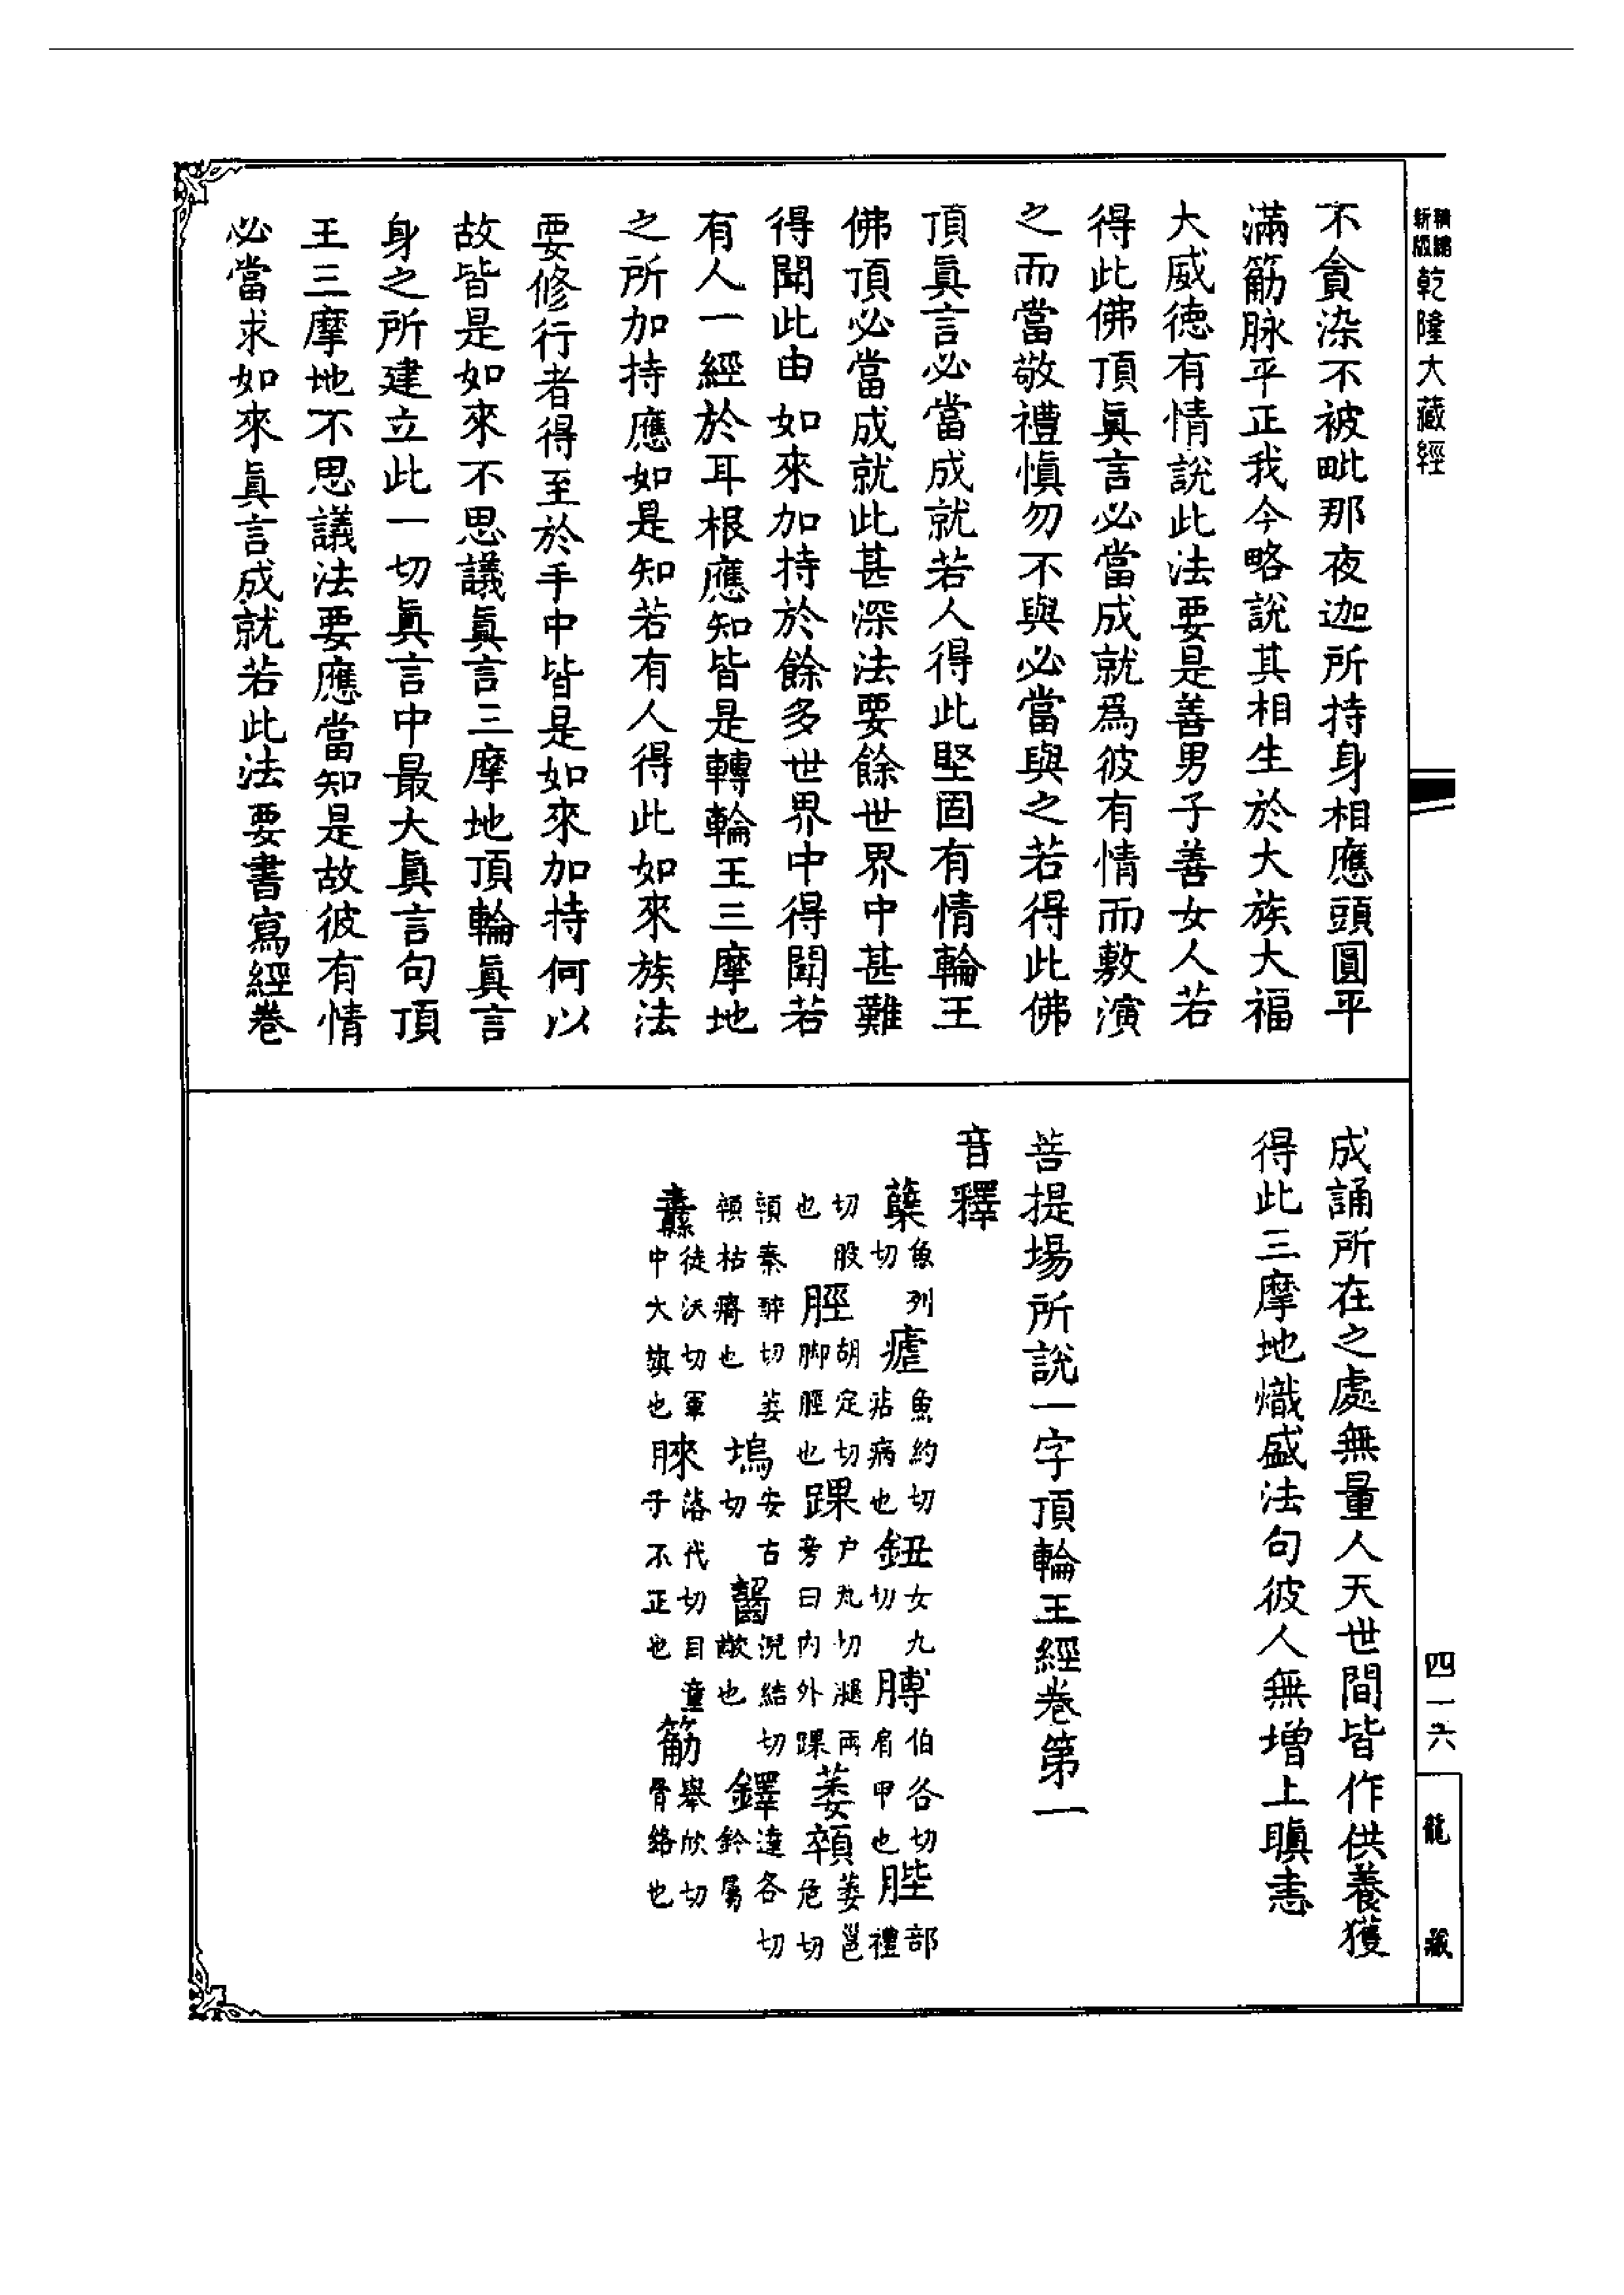 精鏽新版乾隆大藏經
不貪染不被毗那夜迦所持身相應頭圓平
滿筋脉平正我今略說其相生於大族大福
大威德有情說此法要是善男子善女人若
得此佛頂眞言必當成就爲彼有情而敷演
之而當敬禮愼勿不與必當與之若得此佛
頂眞言必當成就若人得此堅固有情輪王
佛頂必當成就此甚深法要餘世界中甚難
得聞此由如來加持於餘多世界中得聞若
有人一經於耳根應知皆是轉輪王三摩地
之所加持應如是知若有人得此如來族法
要修行者得至於手中皆是如來加持何以
故皆是如來不思議眞言三摩地頂輪眞言
身之所建立此一切眞言中最大眞言句頂
王三摩地不思議法要應當知是故彼有情
必當求如來眞言成就若此法要書寫經卷
成誦所在之處無量人天世間皆作供養獲
得此三摩地熾盛法句彼人無增上瞋恚
菩提場所說一字頂輪王經卷第一
音釋
蘖魚列切瘧魚約切痁病也鈕女九切膊伯各切肩甲也䏶部禮
切股也脛胡定切脚脛也踝户瓦切腿兩旁曰內外踝萎顇萎邕危切
顇秦醉切萎顇枯瘠也塢安古切齧倪結切噉也鐸達各切鈴屬
纛徒沃切軍中大旗也睞落代切目童子不正也筋舉欣切骨絡也
四一六
龍藏